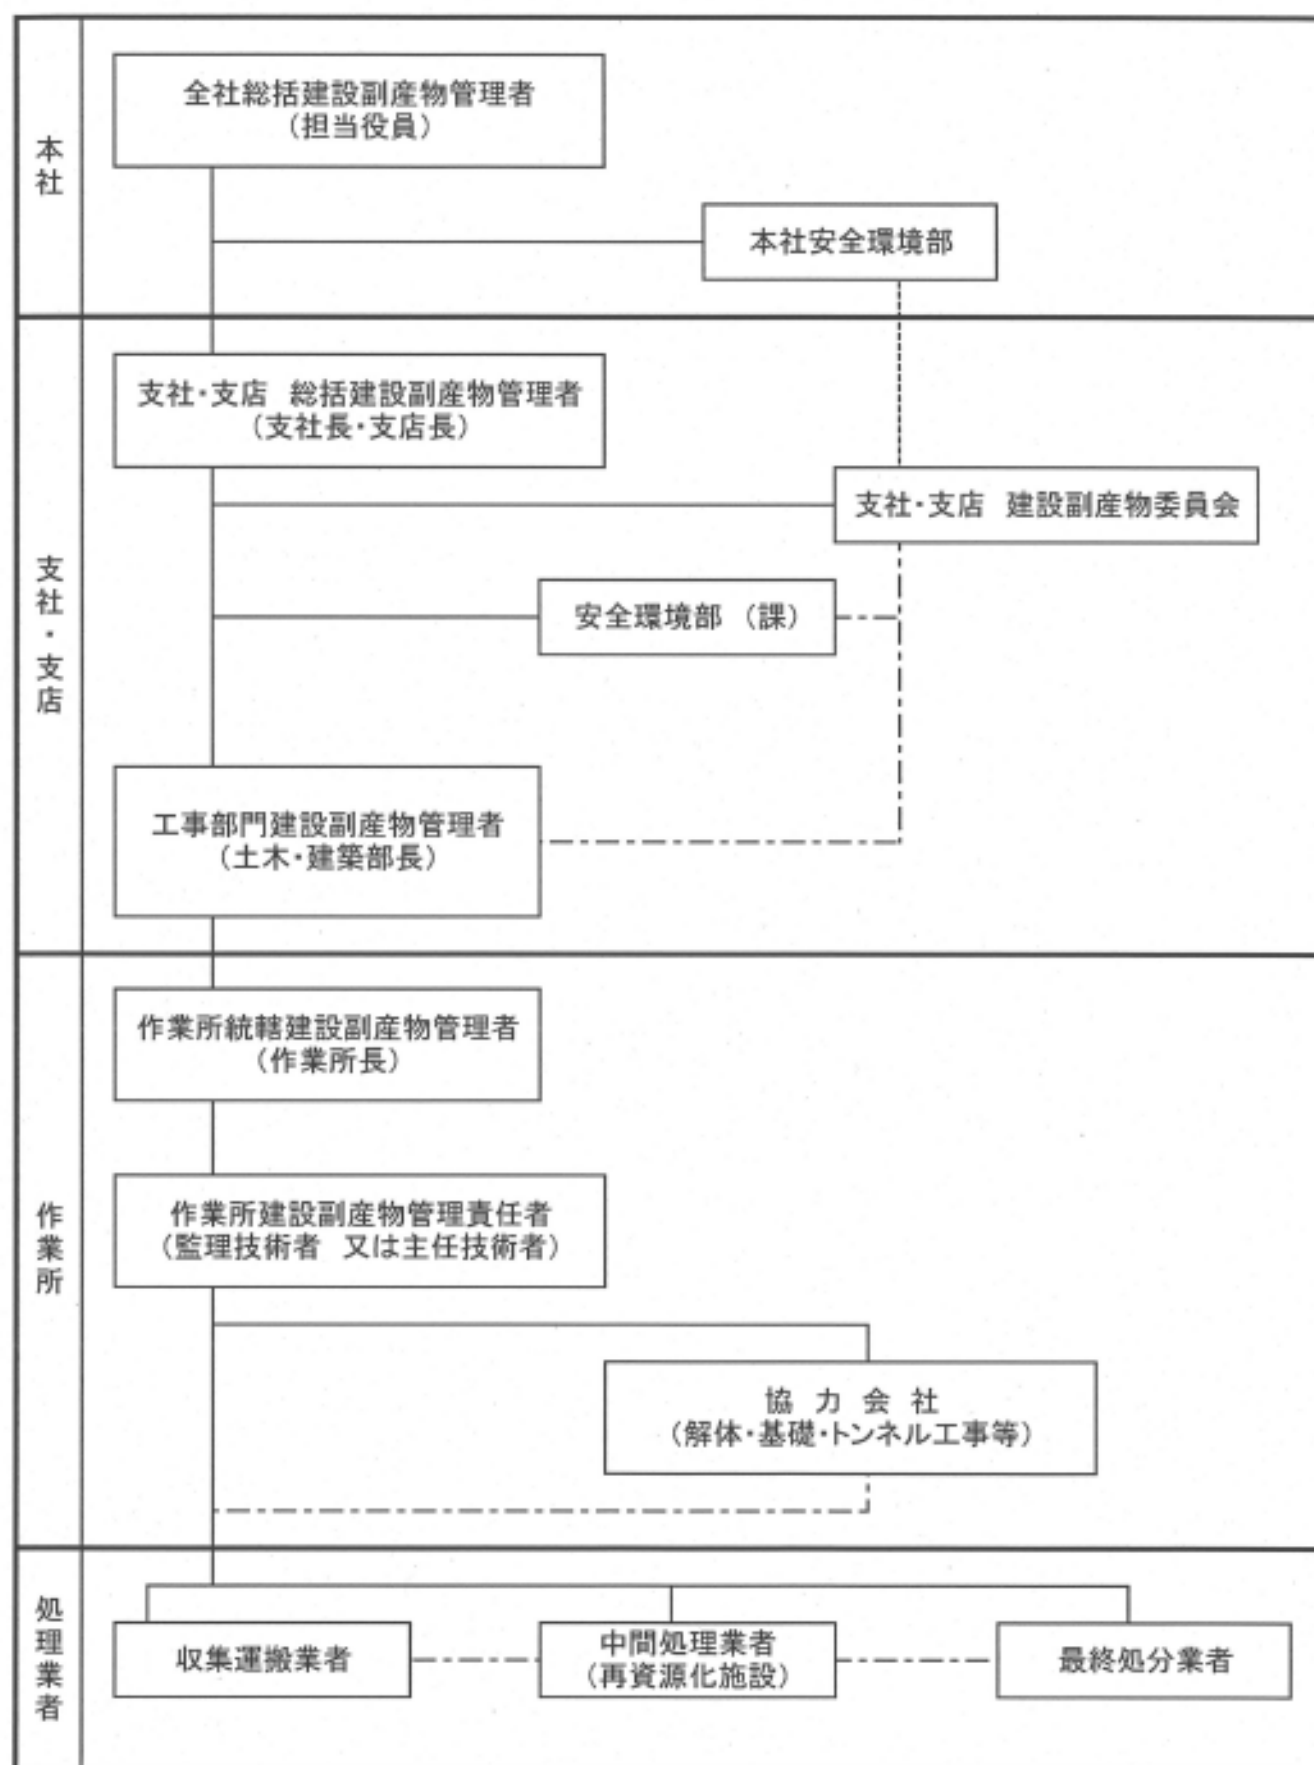 本社
全社総括建設副産物管理者
（担当役員）
本社安全環境部
支社・支店
支社・支店　総括建設副産物管理者
（支社長・支店長）
支社・支店　建設副産物委員会
安全環境部（課）
工事部門建設副産物管理者
（土木・建築部長）
作業所
作業所統轄建設副産物管理者
（作業所長）
作業所建設副産物管理責任者
（監理技術者　又は主任技術者）
協　力　会　社
（解体・基礎・トンネル工事等）
処理業者
収集運搬業者
中間処理業者
（再資源化施設）
最終処分業者